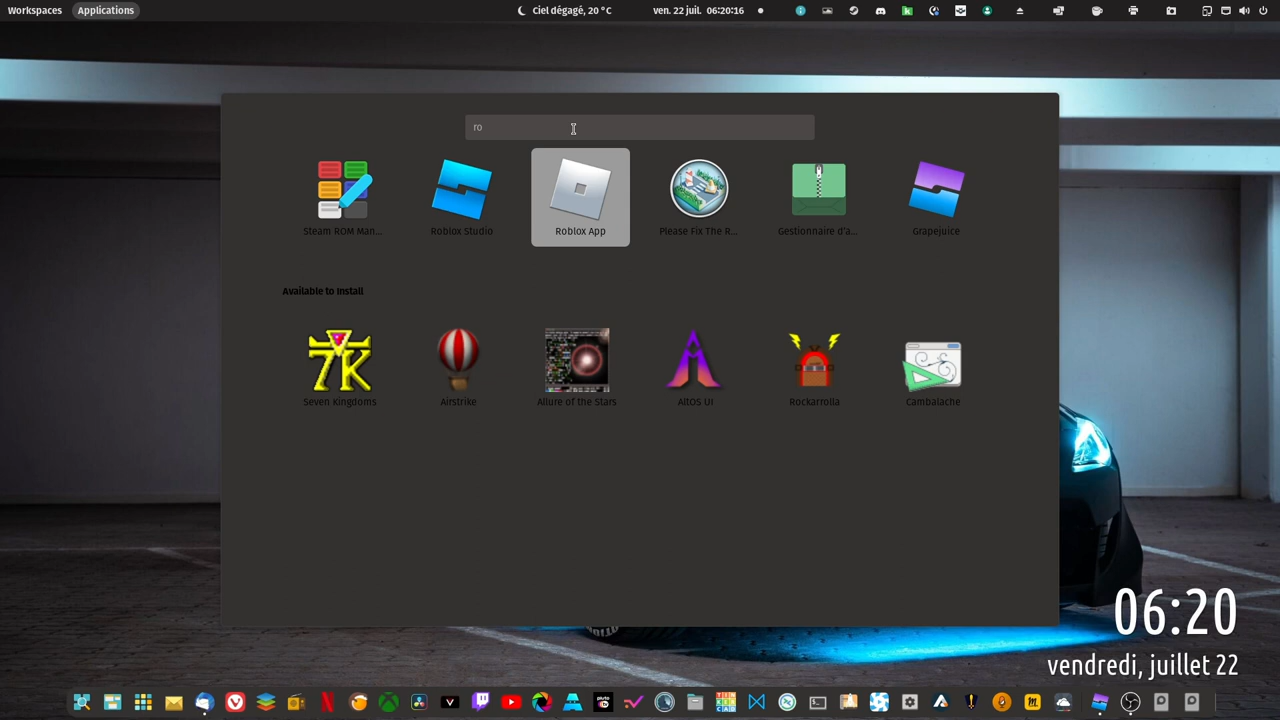 Workspaces Applications Ciel dégagé, 20 °C ven. 22 juil. 06:20:16
ro
Steam ROM Man... Roblox Studio Roblox App Please Fix The R... Gestionnaire d'a... Grapejuice
Available to Install
7K
Seven Kingdoms Airstrike Allure of the Stars AltOS UI Rockarrolla Cambalache
06:20
vendredi, juillet 22